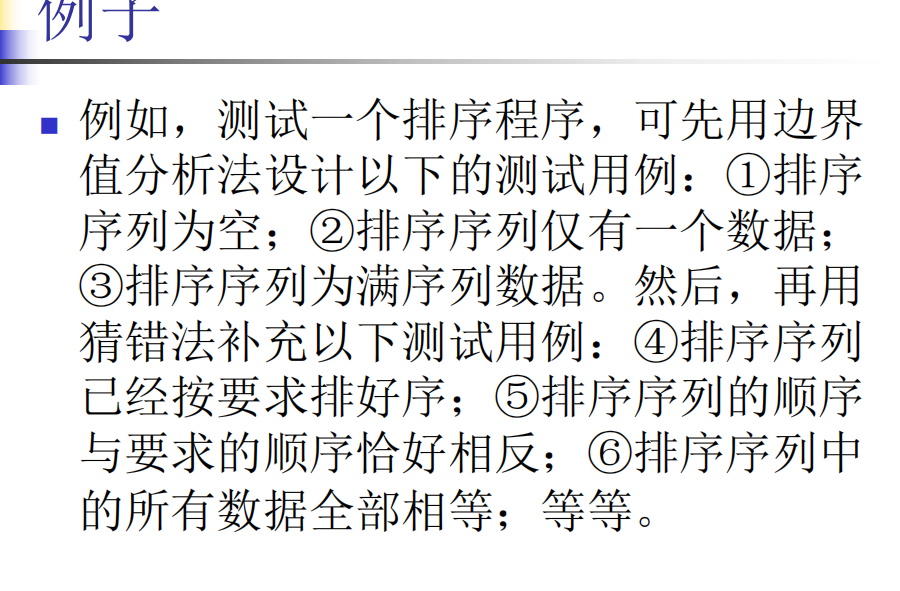 例子
例如，测试一个排序程序，可先用边界
值分析法设计以下的测试用例：①排序
序列为空；②排序序列仅有一个数据；
③排序序列为满序列数据。然后，再用
猜错法补充以下测试用例：④排序序列
已经按要求排好序；⑤排序序列的顺序
与要求的顺序恰好相反；⑥排序序列中
的所有数据全部相等；等等。